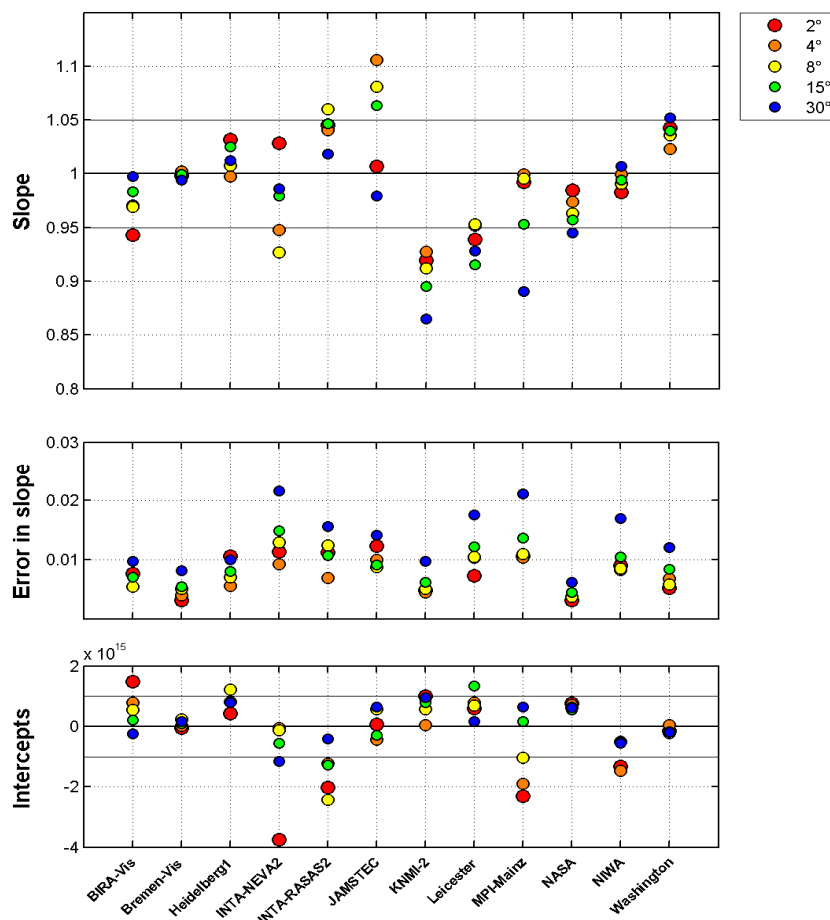 2°
4°
8°
15°
30°
Slope
1.1
1.05
1
0.95
0.9
0.85
0.8
Error in slope
0.03
0.02
0.01
x 10^15
Intercepts
2
0
-2
-4
BIRA-Vis
Bremen-Vis
Heidelberg1
INTA-NEVA2
INTA-RASAS2
JAMSTEC
KNMI-2
Leicester
MPI-Mainz
NASA
NIWA
Washington